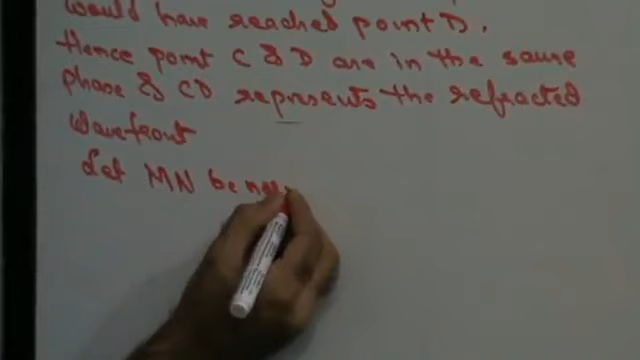 would have reached point D.
Hence point C & D are in the same
phase & CD represents the refracted
wavefront
Let MN be